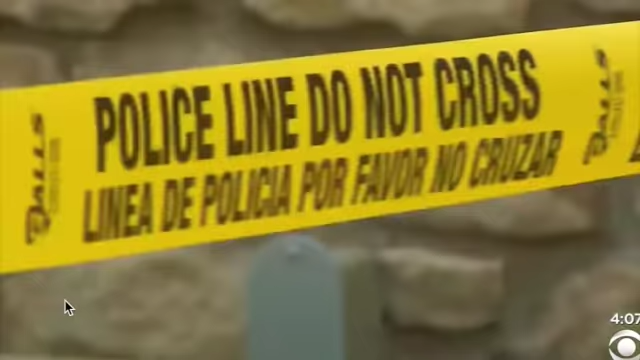 POLICE LINE DO NOT CROSS
LINEA DE POLICIA POR FAVOR NO CRUZAR
4:07